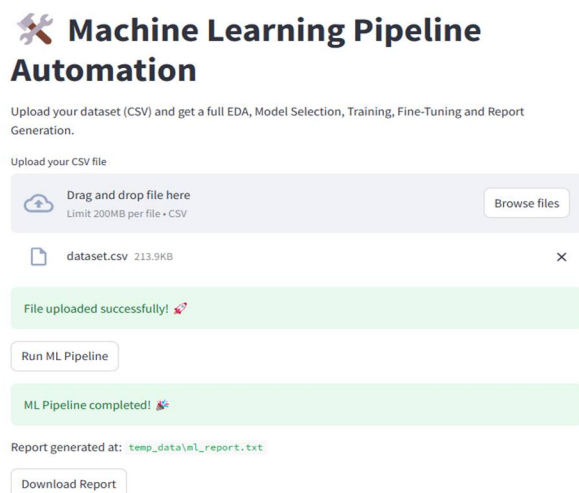 🛠️ Machine Learning Pipeline
Automation
Upload your dataset (CSV) and get a full EDA, Model Selection, Training, Fine-Tuning and Report
Generation.
Upload your CSV file
Drag and drop file here
Limit 200MB per file • CSV
Browse files
dataset.csv 213.9KB
File uploaded successfully! 🚀
Run ML Pipeline
ML Pipeline completed! 🎉
Report generated at: temp_data\ml_report.txt
Download Report